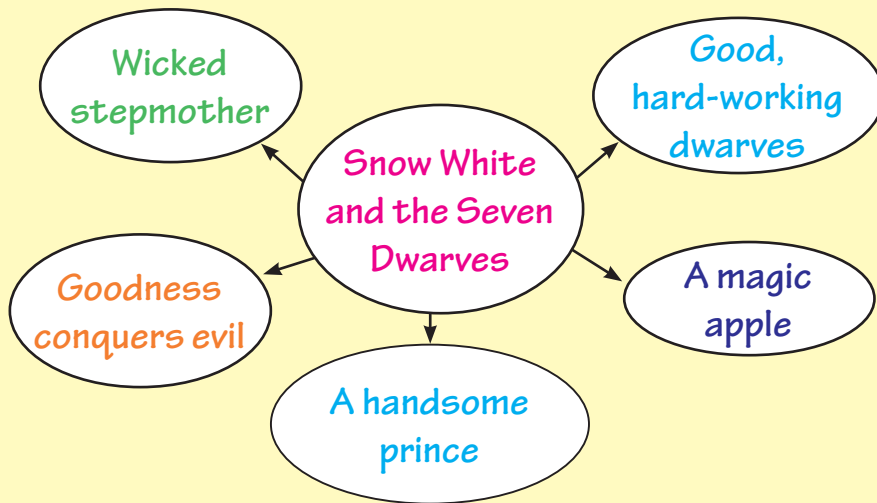 Wicked
stepmother
Good,
hard-working
dwarves
Snow White
and the Seven
Dwarves
Goodness
conquers evil
A magic
apple
A handsome
prince